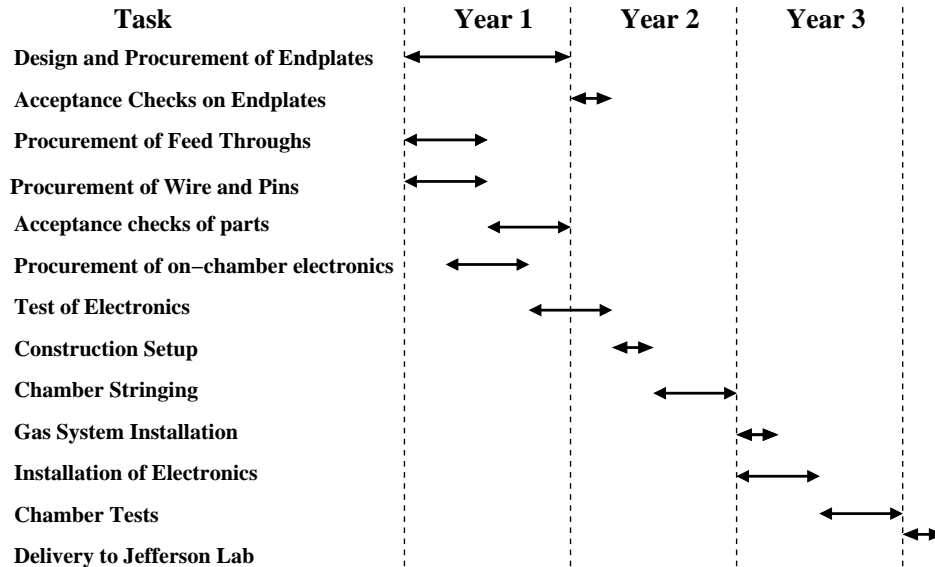 Task Year 1 Year 2 Year 3
Design and Procurement of Endplates
Acceptance Checks on Endplates
Procurement of Feed Throughs
Procurement of Wire and Pins
Acceptance checks of parts
Procurement of on−chamber electronics
Test of Electronics
Construction Setup
Chamber Stringing
Gas System Installation
Installation of Electronics
Chamber Tests
Delivery to Jefferson Lab